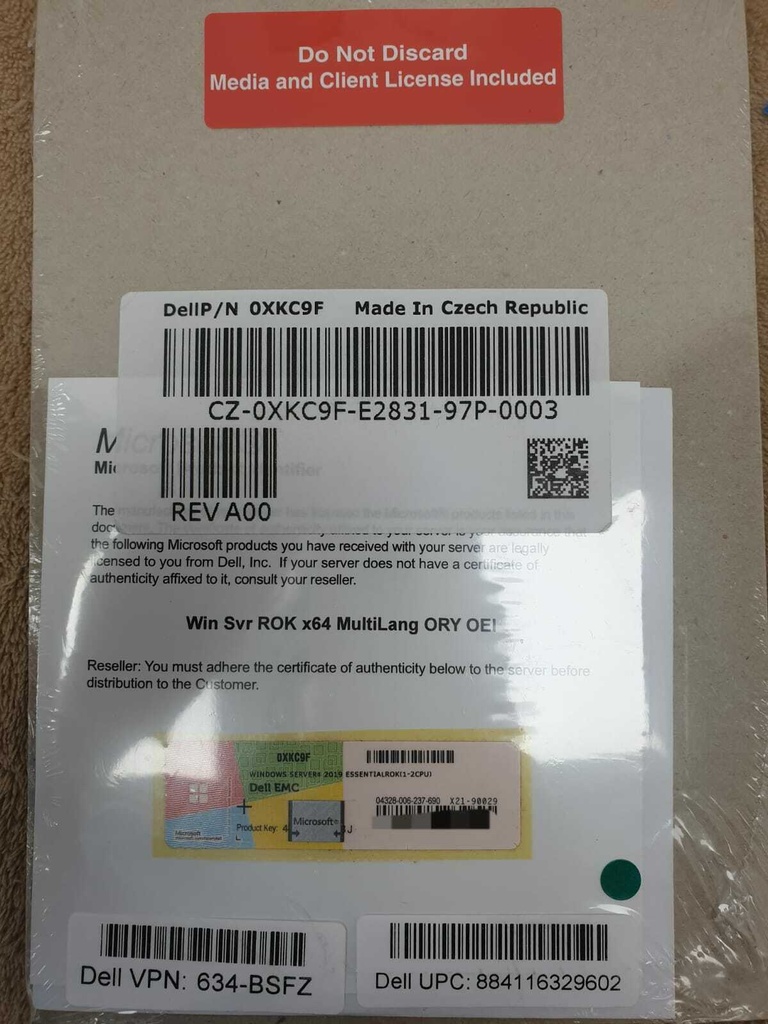 Do Not Discard
Media and Client License Included
DellP/N 0XKC9F Made In Czech Republic
CZ-0XKC9F-E2831-97P-0003
REV A00
the following Microsoft products you have received with your server are legally
licensed to you from Dell, Inc. If your server does not have a certificate of
authenticity affixed to it, consult your reseller.
Win Svr ROK x64 MultiLang ORY OEI
Reseller: You must adhere the certificate of authenticity below to the server before
distribution to the Customer.
0XKC9F
WINDOWS SERVER® 2019 ESSENTIALROK(1-2CPU)
Dell EMC
04328-006-237-690 X21-90029
Product Key: 4
Microsoft®
J
Microsoft
Dell VPN: 634-BSFZ
Dell UPC: 884116329602